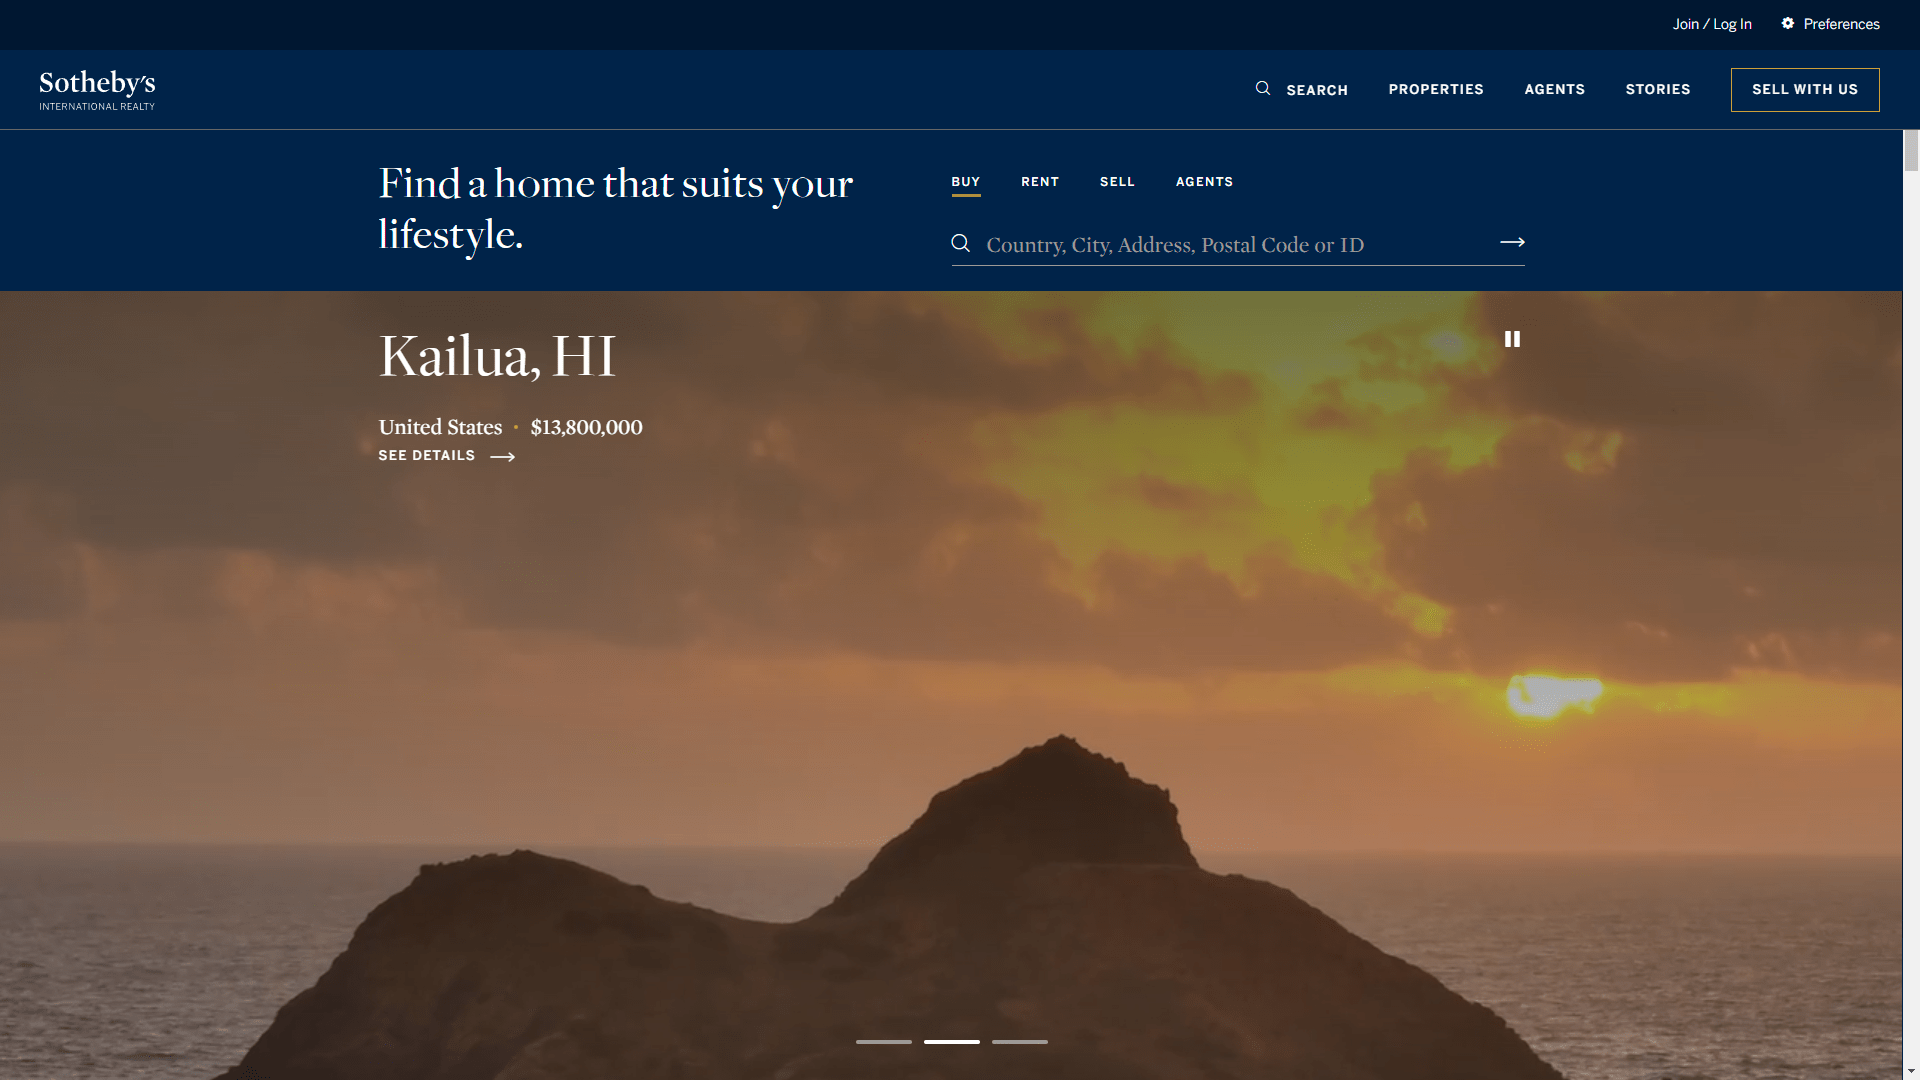 Join / Log In
Preferences
Sotheby's
INTERNATIONAL REALTY
SEARCH
PROPERTIES
AGENTS
STORIES
SELL WITH US
Find a home that suits your
lifestyle.
BUY
RENT
SELL
AGENTS
Country, City, Address, Postal Code or ID
Kailua, HI
United States • $13,800,000
SEE DETAILS